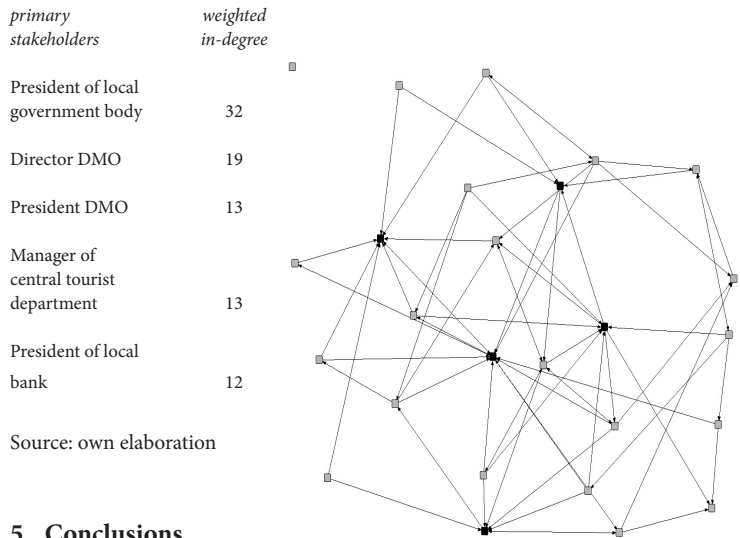 primary weighted
stakeholders in-degree
President of local
government body 32
Director DMO 19
President DMO 13
Manager of
central tourist
department 13
President of local
bank 12
Source: own elaboration
5 Conclusions